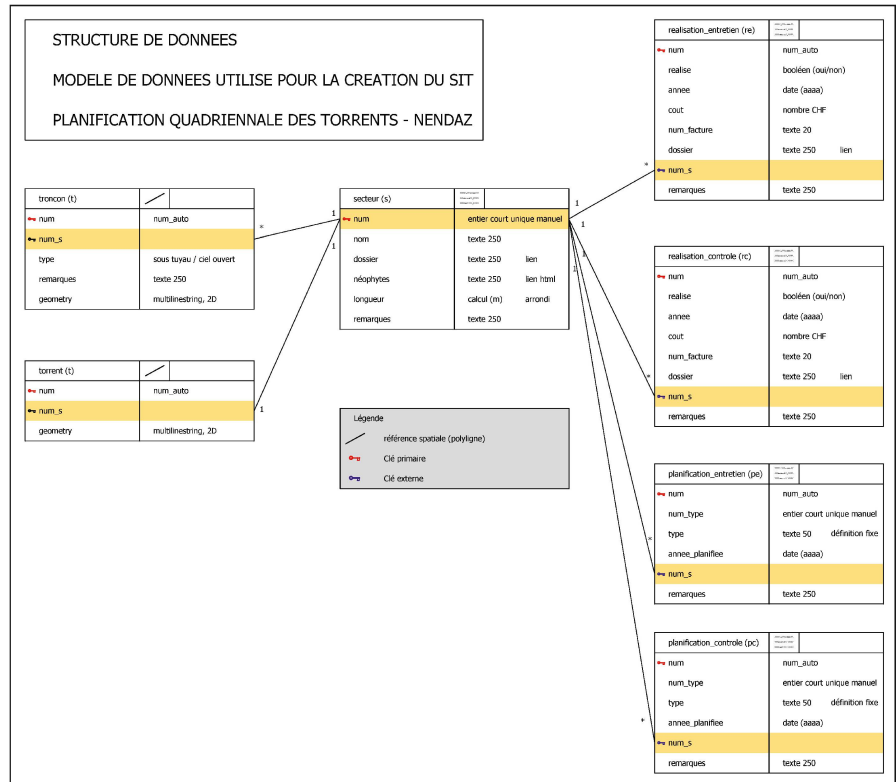 STRUCTURE DE DONNEES
MODELE DE DONNEES UTILISE POUR LA CREATION DU SIT
PLANIFICATION QUADRIENNALE DES TORRENTS - NENDAZ
troncon (t)
num num_auto
num_s
type sous tuyau / ciel ouvert
remarques texte 250
geometry multilinestring, 2D
* 1
torrent (t)
num num_auto
num_s
geometry multilinestring, 2D
1 1
secteur (s)
num entier court unique manuel
nom texte 250
dossier texte 250 lien
néophytes texte 250 lien html
longueur calcul (m) arrondi
remarques texte 250
Légende
référence spatiale (polyligne)
Clé primaire
Clé externe
1 *
1 *
1 *
1 *
realisation_entretien (re)
num num_auto
realise booléen (oui/non)
annee date (aaaa)
cout nombre CHF
num_facture texte 20
dossier texte 250 lien
num_s
remarques texte 250
realisation_controle (rc)
num num_auto
realise booléen (oui/non)
annee date (aaaa)
cout nombre CHF
num_facture texte 20
dossier texte 250 lien
num_s
remarques texte 250
planification_entretien (pe)
num num_auto
num_type entier court unique manuel
type texte 50 définition fixe
annee_planifiee date (aaaa)
num_s
remarques texte 250
planification_controle (pc)
num num_auto
num_type entier court unique manuel
type texte 50 définition fixe
annee_planifiee date (aaaa)
num_s
remarques texte 250